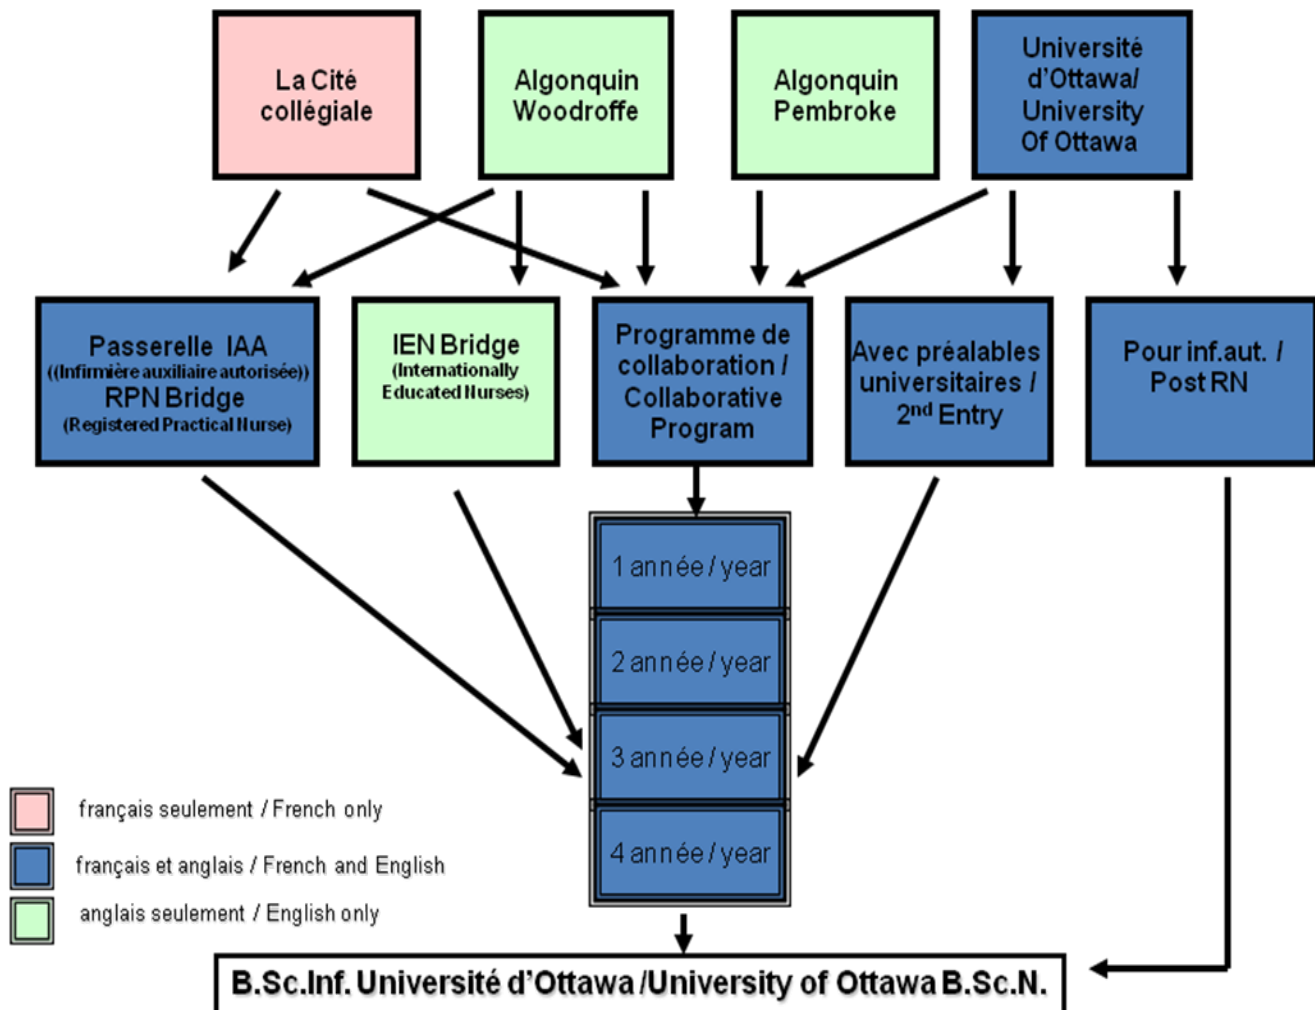 La Cité
collégiale
Algonquin
Woodroffe
Algonquin
Pembroke
Université
d'Ottawa/
University
Of Ottawa
Passerelle IAA
((Infirmière auxiliaire autorisée))
RPN Bridge
(Registered Practical Nurse)
IEN Bridge
(Internationally
Educated Nurses)
Programme de
collaboration /
Collaborative
Program
Avec préalables
universitaires /
2nd Entry
Pour inf.aut. /
Post RN
1 année / year
2 année / year
3 année / year
4 année / year
français seulement / French only
français et anglais / French and English
anglais seulement / English only
B.Sc.Inf. Université d'Ottawa /University of Ottawa B.Sc.N.